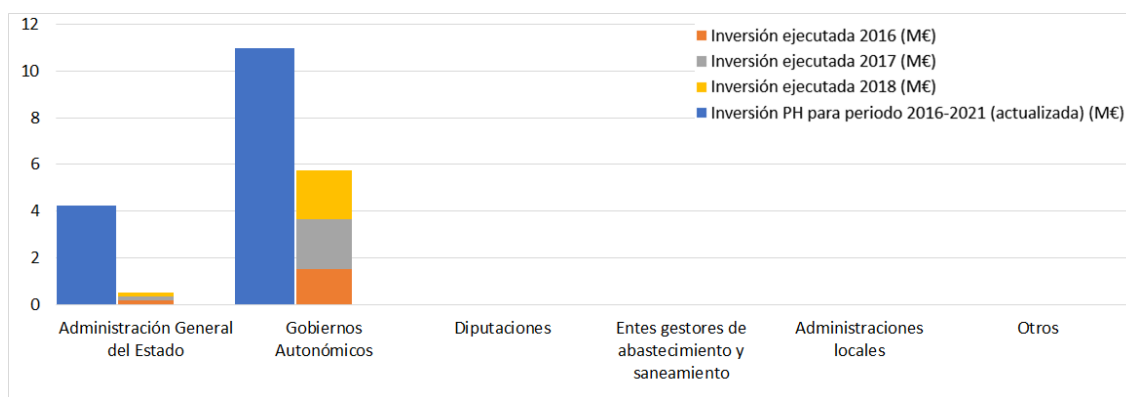 12
10
8
6
4
2
0
Inversión ejecutada 2016 (M€)
Inversión ejecutada 2017 (M€)
Inversión ejecutada 2018 (M€)
Inversión PH para periodo 2016-2021 (actualizada) (M€)
Administración General
del Estado
Gobiernos
Autonómicos
Diputaciones
Entes gestores de
abastecimiento y
saneamiento
Administraciones
locales
Otros